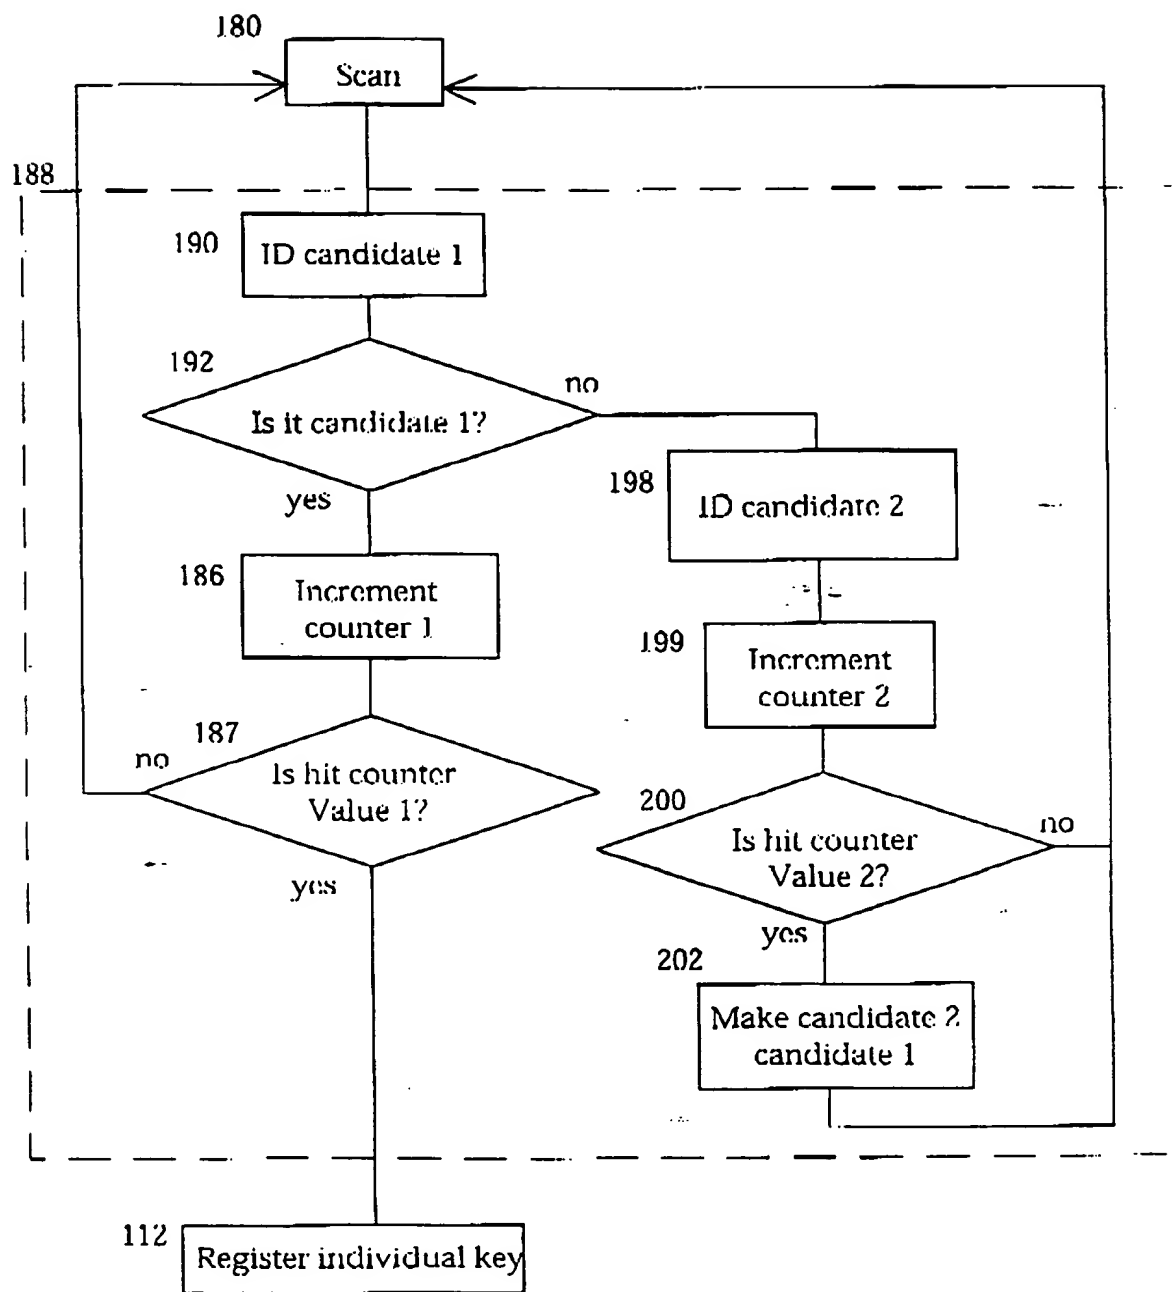 180
Scan
188
190
ID candidate 1
192
no
Is it candidate 1?
yes
198
ID candidate 2
186
Increment
counter 1
199
Increment
counter 2
187
no
Is hit counter
Value 1?
yes
200
no
Is hit counter
Value 2?
yes
202
Make candidate 2
candidate 1
112
Register individual key